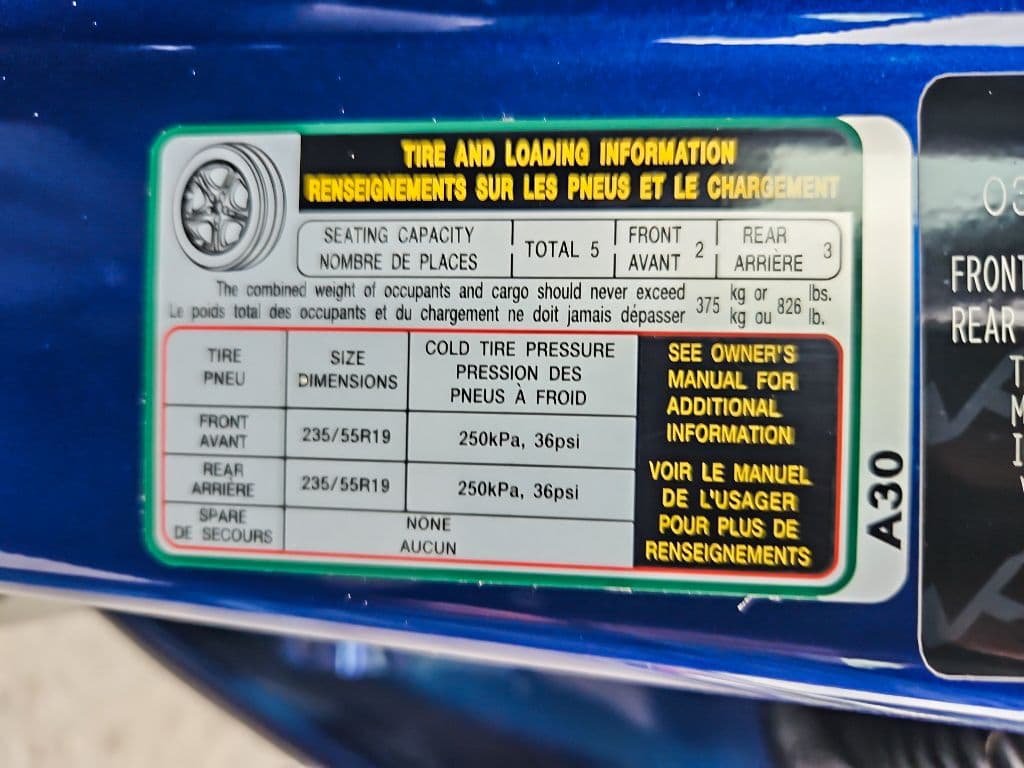 TIRE AND LOADING INFORMATION
RENSEIGNEMENTS SUR LES PNEUS ET LE CHARGEMENT
SEATING CAPACITY
NOMBRE DE PLACES
TOTAL 5
FRONT
AVANT
2
REAR
ARRIÈRE
3
The combined weight of occupants and cargo should never exceed 375 kg or 826 lbs.
Le poids total des occupants et du chargement ne doit jamais dépasser kg ou lb.
TIRE
PNEU
SIZE
DIMENSIONS
COLD TIRE PRESSURE
PRESSION DES
PNEUS À FROID
FRONT
AVANT
235/55R19
250kPa, 36psi
REAR
ARRIÈRE
235/55R19
250kPa, 36psi
SPARE
DE SECOURS
NONE
AUCUN
SEE OWNER'S
MANUAL FOR
ADDITIONAL
INFORMATION
VOIR LE MANUEL
DE L'USAGER
POUR PLUS DE
RENSEIGNEMENTS
A30
FRONT
REAR